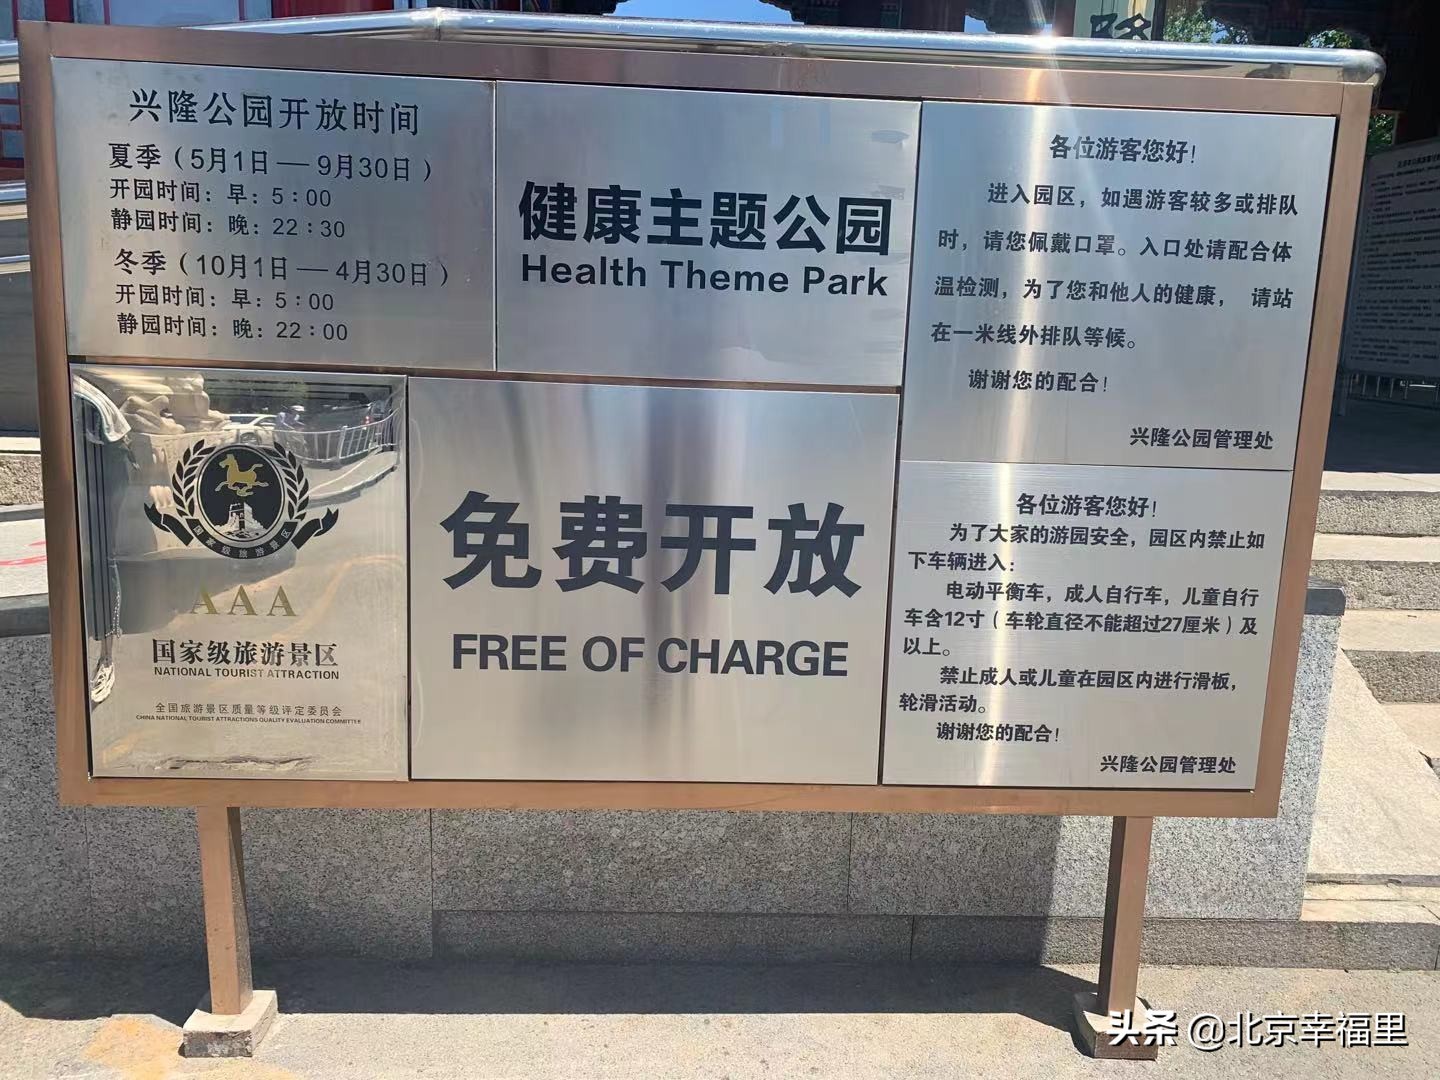 兴隆公园开放时间
夏季（5月1日—9月30日）
开园时间：早：5：00
静园时间：晚：22：30
冬季（10月1日—4月30日）
开园时间：早：5：00
静园时间：晚：22：00
健康主题公园
Health Theme Park
各位游客您好！
进入园区，如遇游客较多或排队
时，请您佩戴口罩。入口处请配合体
温检测，为了您和他人的健康， 请站
在一米线外排队等候。
谢谢您的配合！
兴隆公园管理处
国家级旅游景区
AAA
国家级旅游景区
NATIONAL TOURIST ATTRACTION
全国旅游景区质量等级评定委员会
CHINA NATIONAL TOURIST ATTRACTIONS QUALITY EVALUATION COMMITTEE
免费开放
FREE OF CHARGE
各位游客您好！
为了大家的游园安全，园区内禁止如
下车辆进入：
电动平衡车，成人自行车，儿童自行
车含12寸（车轮直径不能超过27厘米）及
以上。
禁止成人或儿童在园区内进行滑板，
轮滑活动。
谢谢您的配合！
兴隆公园管理处
头条 @北京幸福里